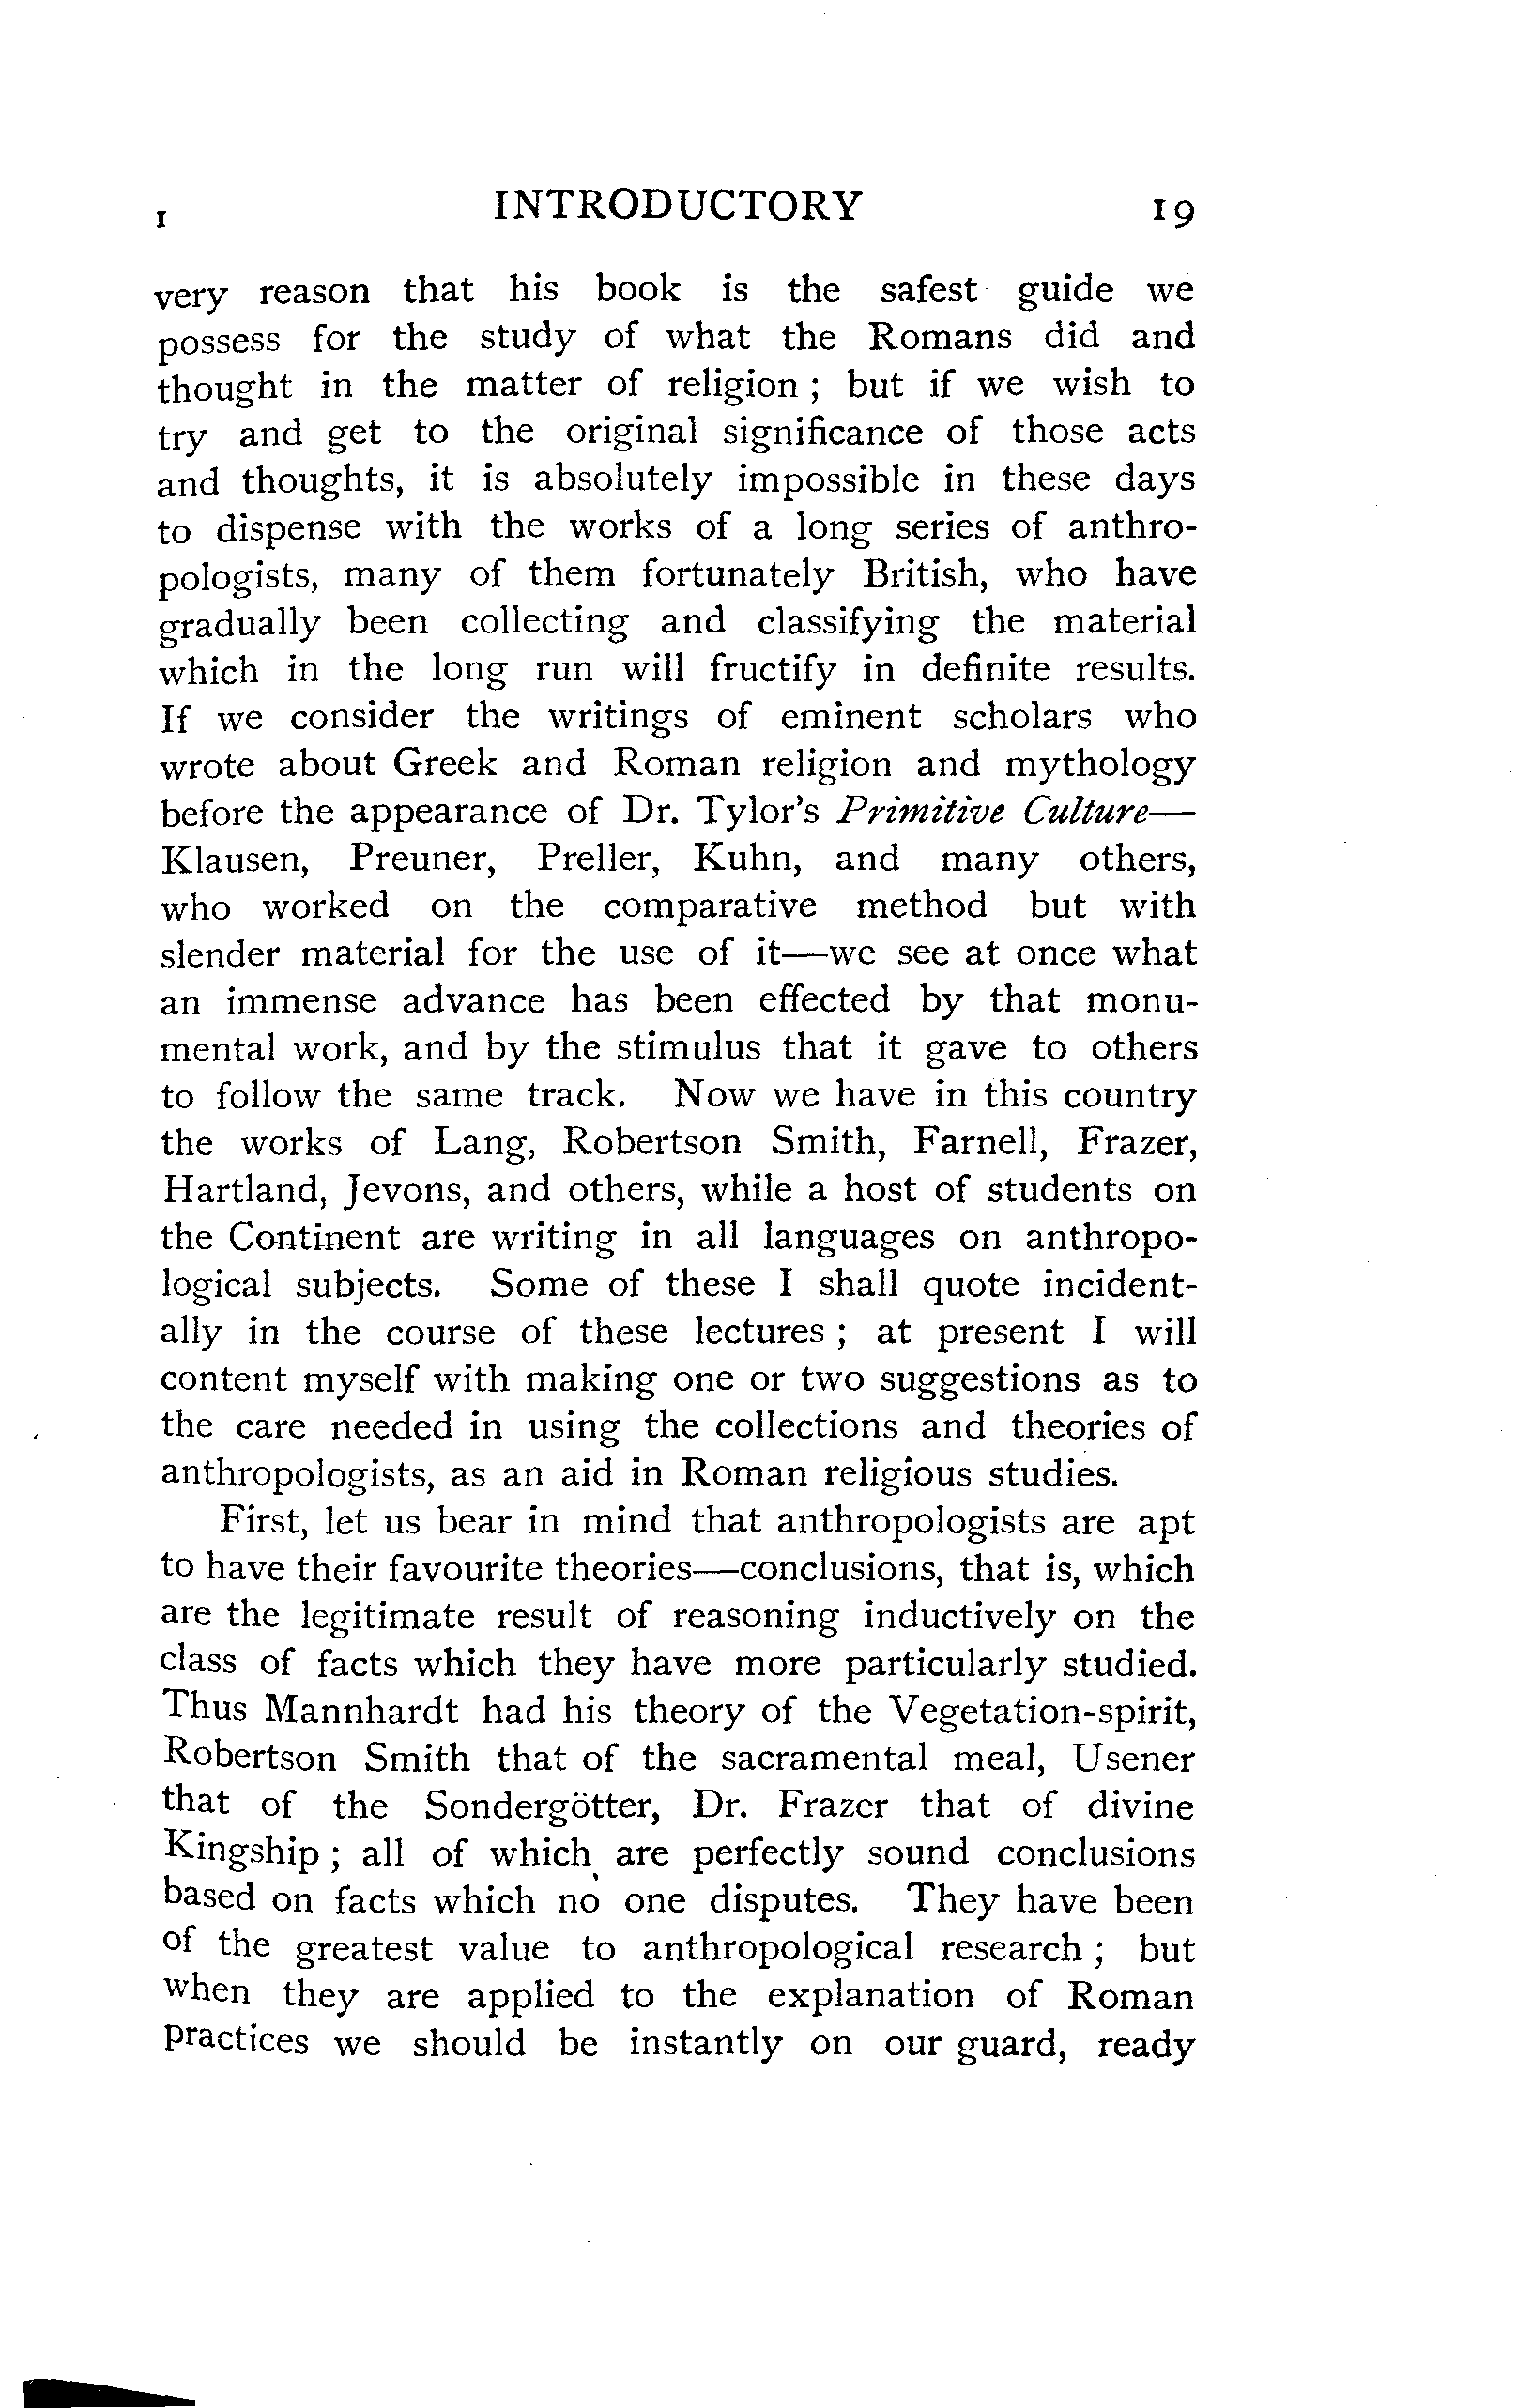 I INTRODUCTORY 19
very reason that his book is the safest guide we
possess for the study of what the Romans did and
thought in the matter of religion ; but if we wish to
try and get to the original significance of those acts
and thoughts, it is absolutely impossible in these days
to dispense with the works of a long series of anthro-
pologists, many of them fortunately British, who have
gradually been collecting and classifying the material
which in the long run will fructify in definite results.
If we consider the writings of eminent scholars who
wrote about Greek and Roman religion and mythology
before the appearance of Dr. Tylor's Primitive Culture—
Klausen, Preuner, Preller, Kuhn, and many others,
who worked on the comparative method but with
slender material for the use of it—we see at once what
an immense advance has been effected by that monu-
mental work, and by the stimulus that it gave to others
to follow the same track. Now we have in this country
the works of Lang, Robertson Smith, Farnell, Frazer,
Hartland, Jevons, and others, while a host of students on
the Continent are writing in all languages on anthropo-
logical subjects. Some of these I shall quote incident-
ally in the course of these lectures ; at present I will
content myself with making one or two suggestions as to
the care needed in using the collections and theories of
anthropologists, as an aid in Roman religious studies.
First, let us bear in mind that anthropologists are apt
to have their favourite theories—conclusions, that is, which
are the legitimate result of reasoning inductively on the
class of facts which they have more particularly studied.
Thus Mannhardt had his theory of the Vegetation-spirit,
Robertson Smith that of the sacramental meal, Usener
that of the Sondergötter, Dr. Frazer that of divine
Kingship ; all of which are perfectly sound conclusions
based on facts which no one disputes. They have been
of the greatest value to anthropological research ; but
when they are applied to the explanation of Roman
practices we should be instantly on our guard, ready